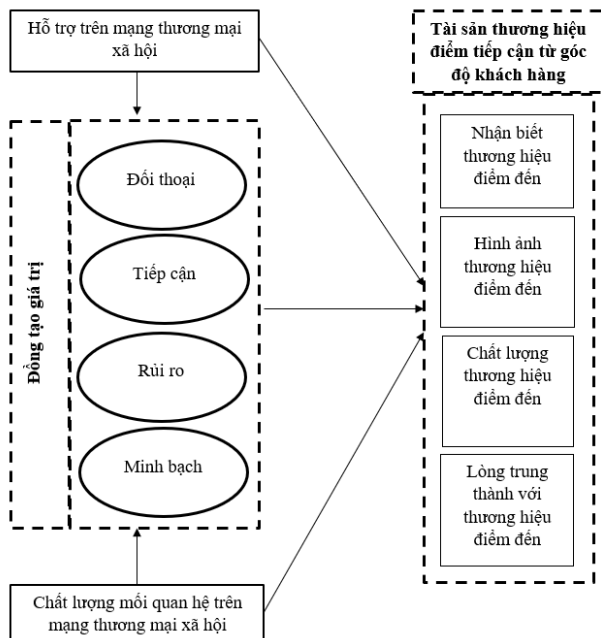 Hỗ trợ trên mạng thương mại
xã hội
Tài sản thương hiệu
điểm tiếp cận từ góc
độ khách hàng
Đồng tạo giá trị
Đối thoại
Tiếp cận
Rủi ro
Minh bạch
Nhận biết
thương hiệu
điểm đến
Hình ảnh
thương hiệu
điểm đến
Chất lượng
thương hiệu
điểm đến
Lòng trung
thành với
thương hiệu
điểm đến
Chất lượng mối quan hệ trên
mạng thương mại xã hội